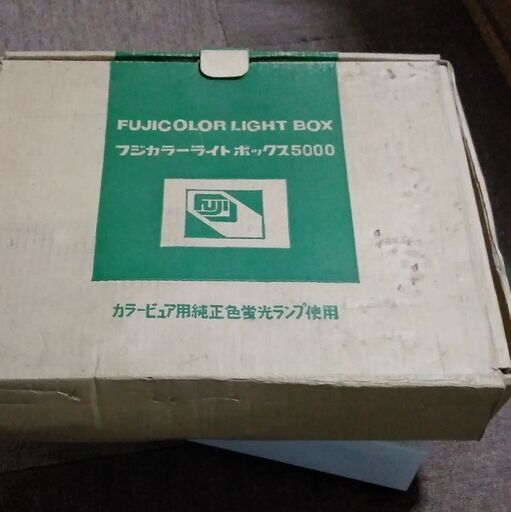 FUJICOLOR LIGHT BOX
フジカラーライトボックス5000
FUJI
カラービュア用純正色蛍光ランプ使用